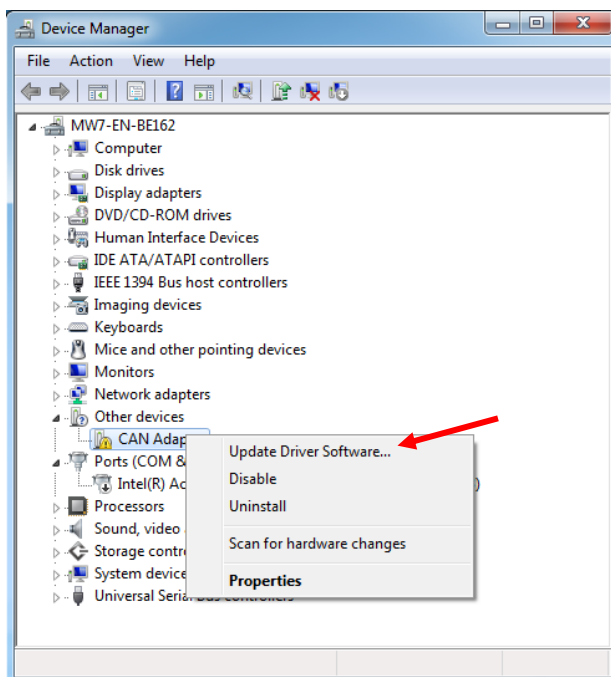 Device Manager
File Action View Help
MW7-EN-BE162
Computer
Disk drives
Display adapters
DVD/CD-ROM drives
Human Interface Devices
IDE ATA/ATAPI controllers
IEEE 1394 Bus host controllers
Imaging devices
Keyboards
Mice and other pointing devices
Monitors
Network adapters
Other devices
CAN Adap
Update Driver Software...
Ports (COM &
Disable
Intel(R) Ac )
Uninstall
Processors
Sound, video
Scan for hardware changes
Storage contr
System device
Properties
Universal Serial